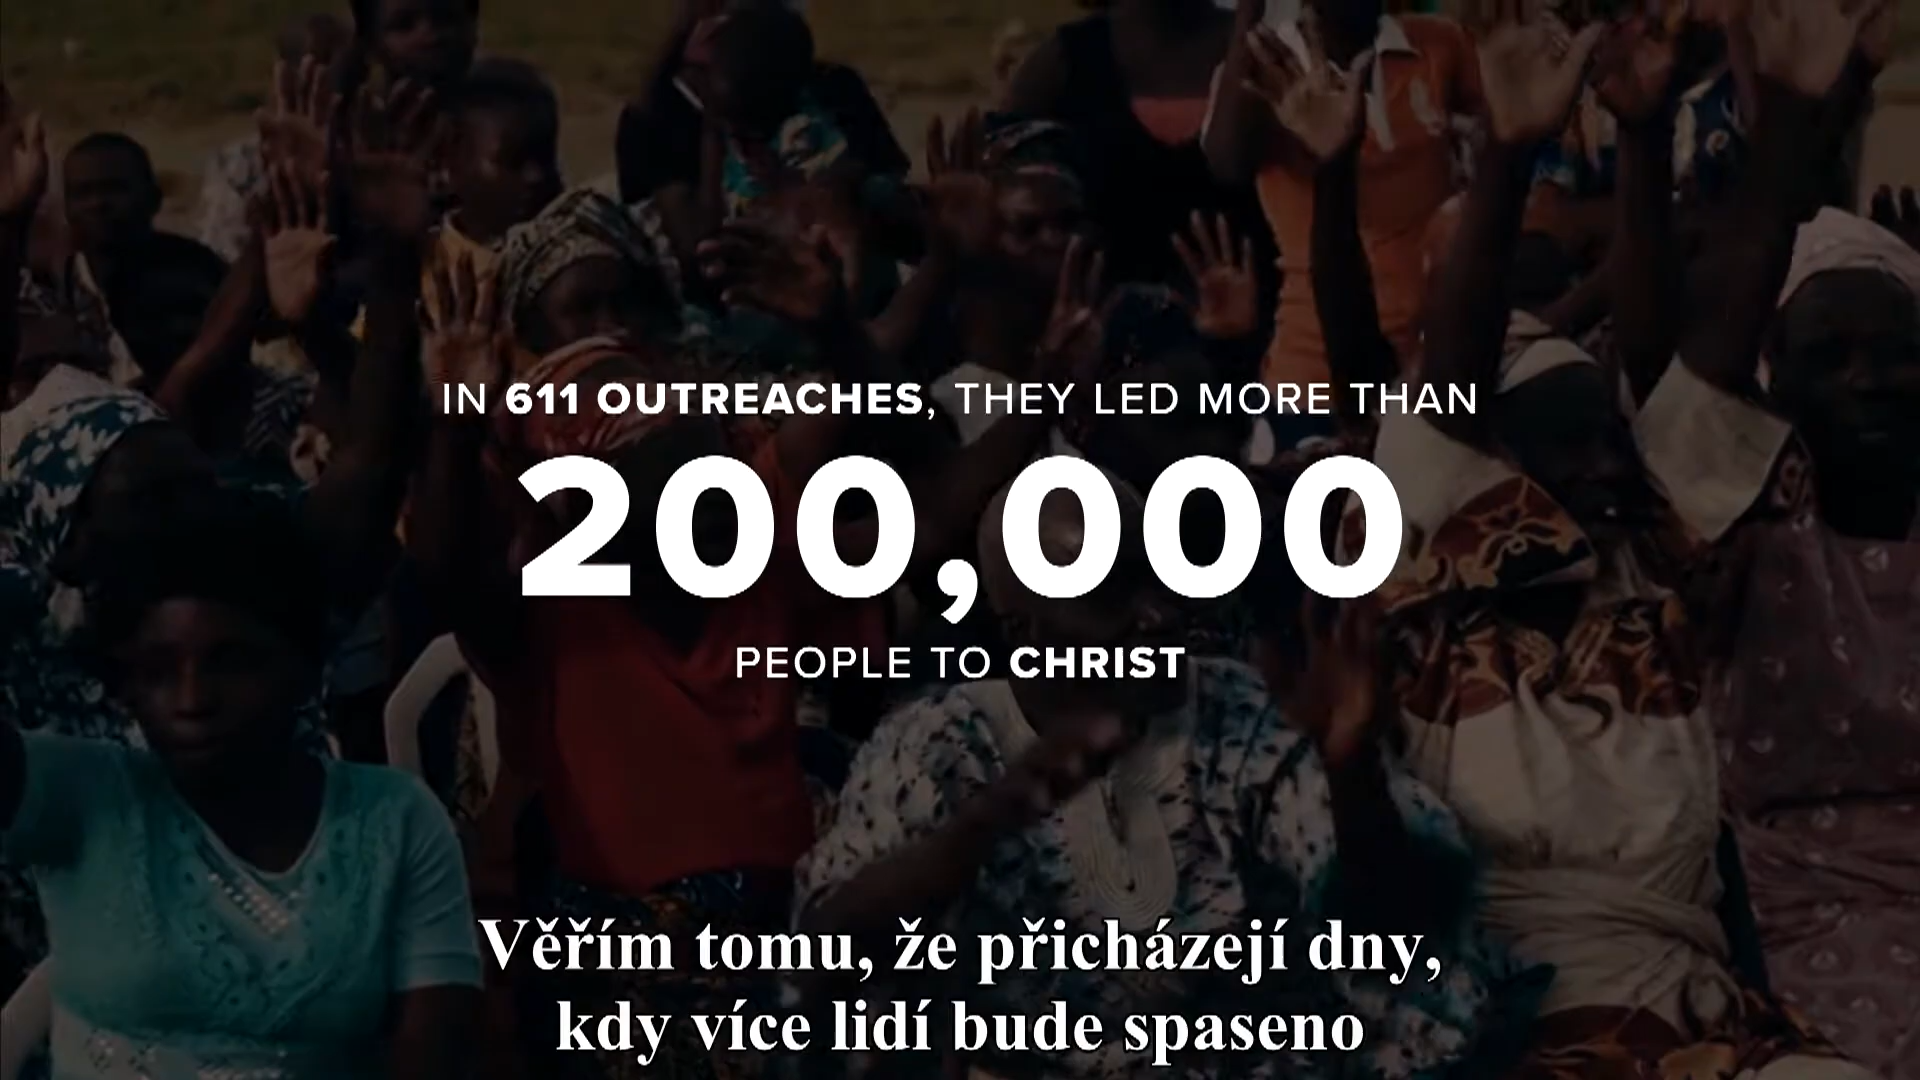 IN 611 OUTREACHES, THEY LED MORE THAN
200,000
PEOPLE TO CHRIST
Věřím tomu, že přicházejí dny,
kdy více lidí bude spaseno